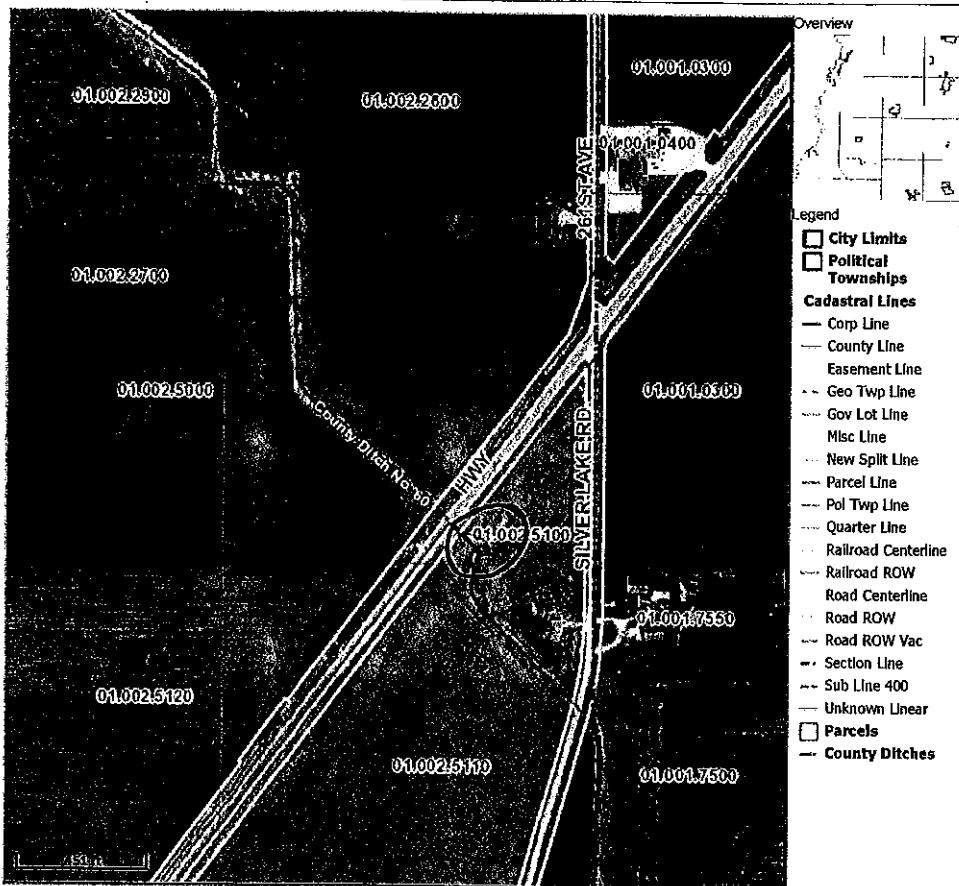 Overview
01.001.0300
01.002.2900
01.002.2800
01.001.0400
261ST AVE
Legend
City Limits
Political
Townships
Cadastral Lines
Corp Line
County Line
Easement Line
Geo Twp Line
Gov Lot Line
Misc Line
New Split Line
Parcel Line
Pol Twp Line
Quarter Line
Railroad Centerline
Railroad ROW
Road Centerline
Road ROW
Road ROW Vac
Section Line
Sub Line 400
Unknown Linear
Parcels
County Ditches
01.002.2700
01.002.5000
01.001.0300
County Ditch No. 60
HWY
SILVER LAKE RD
01.002.5100
01.001.7550
01.002.5120
01.002.5110
01.001.7500